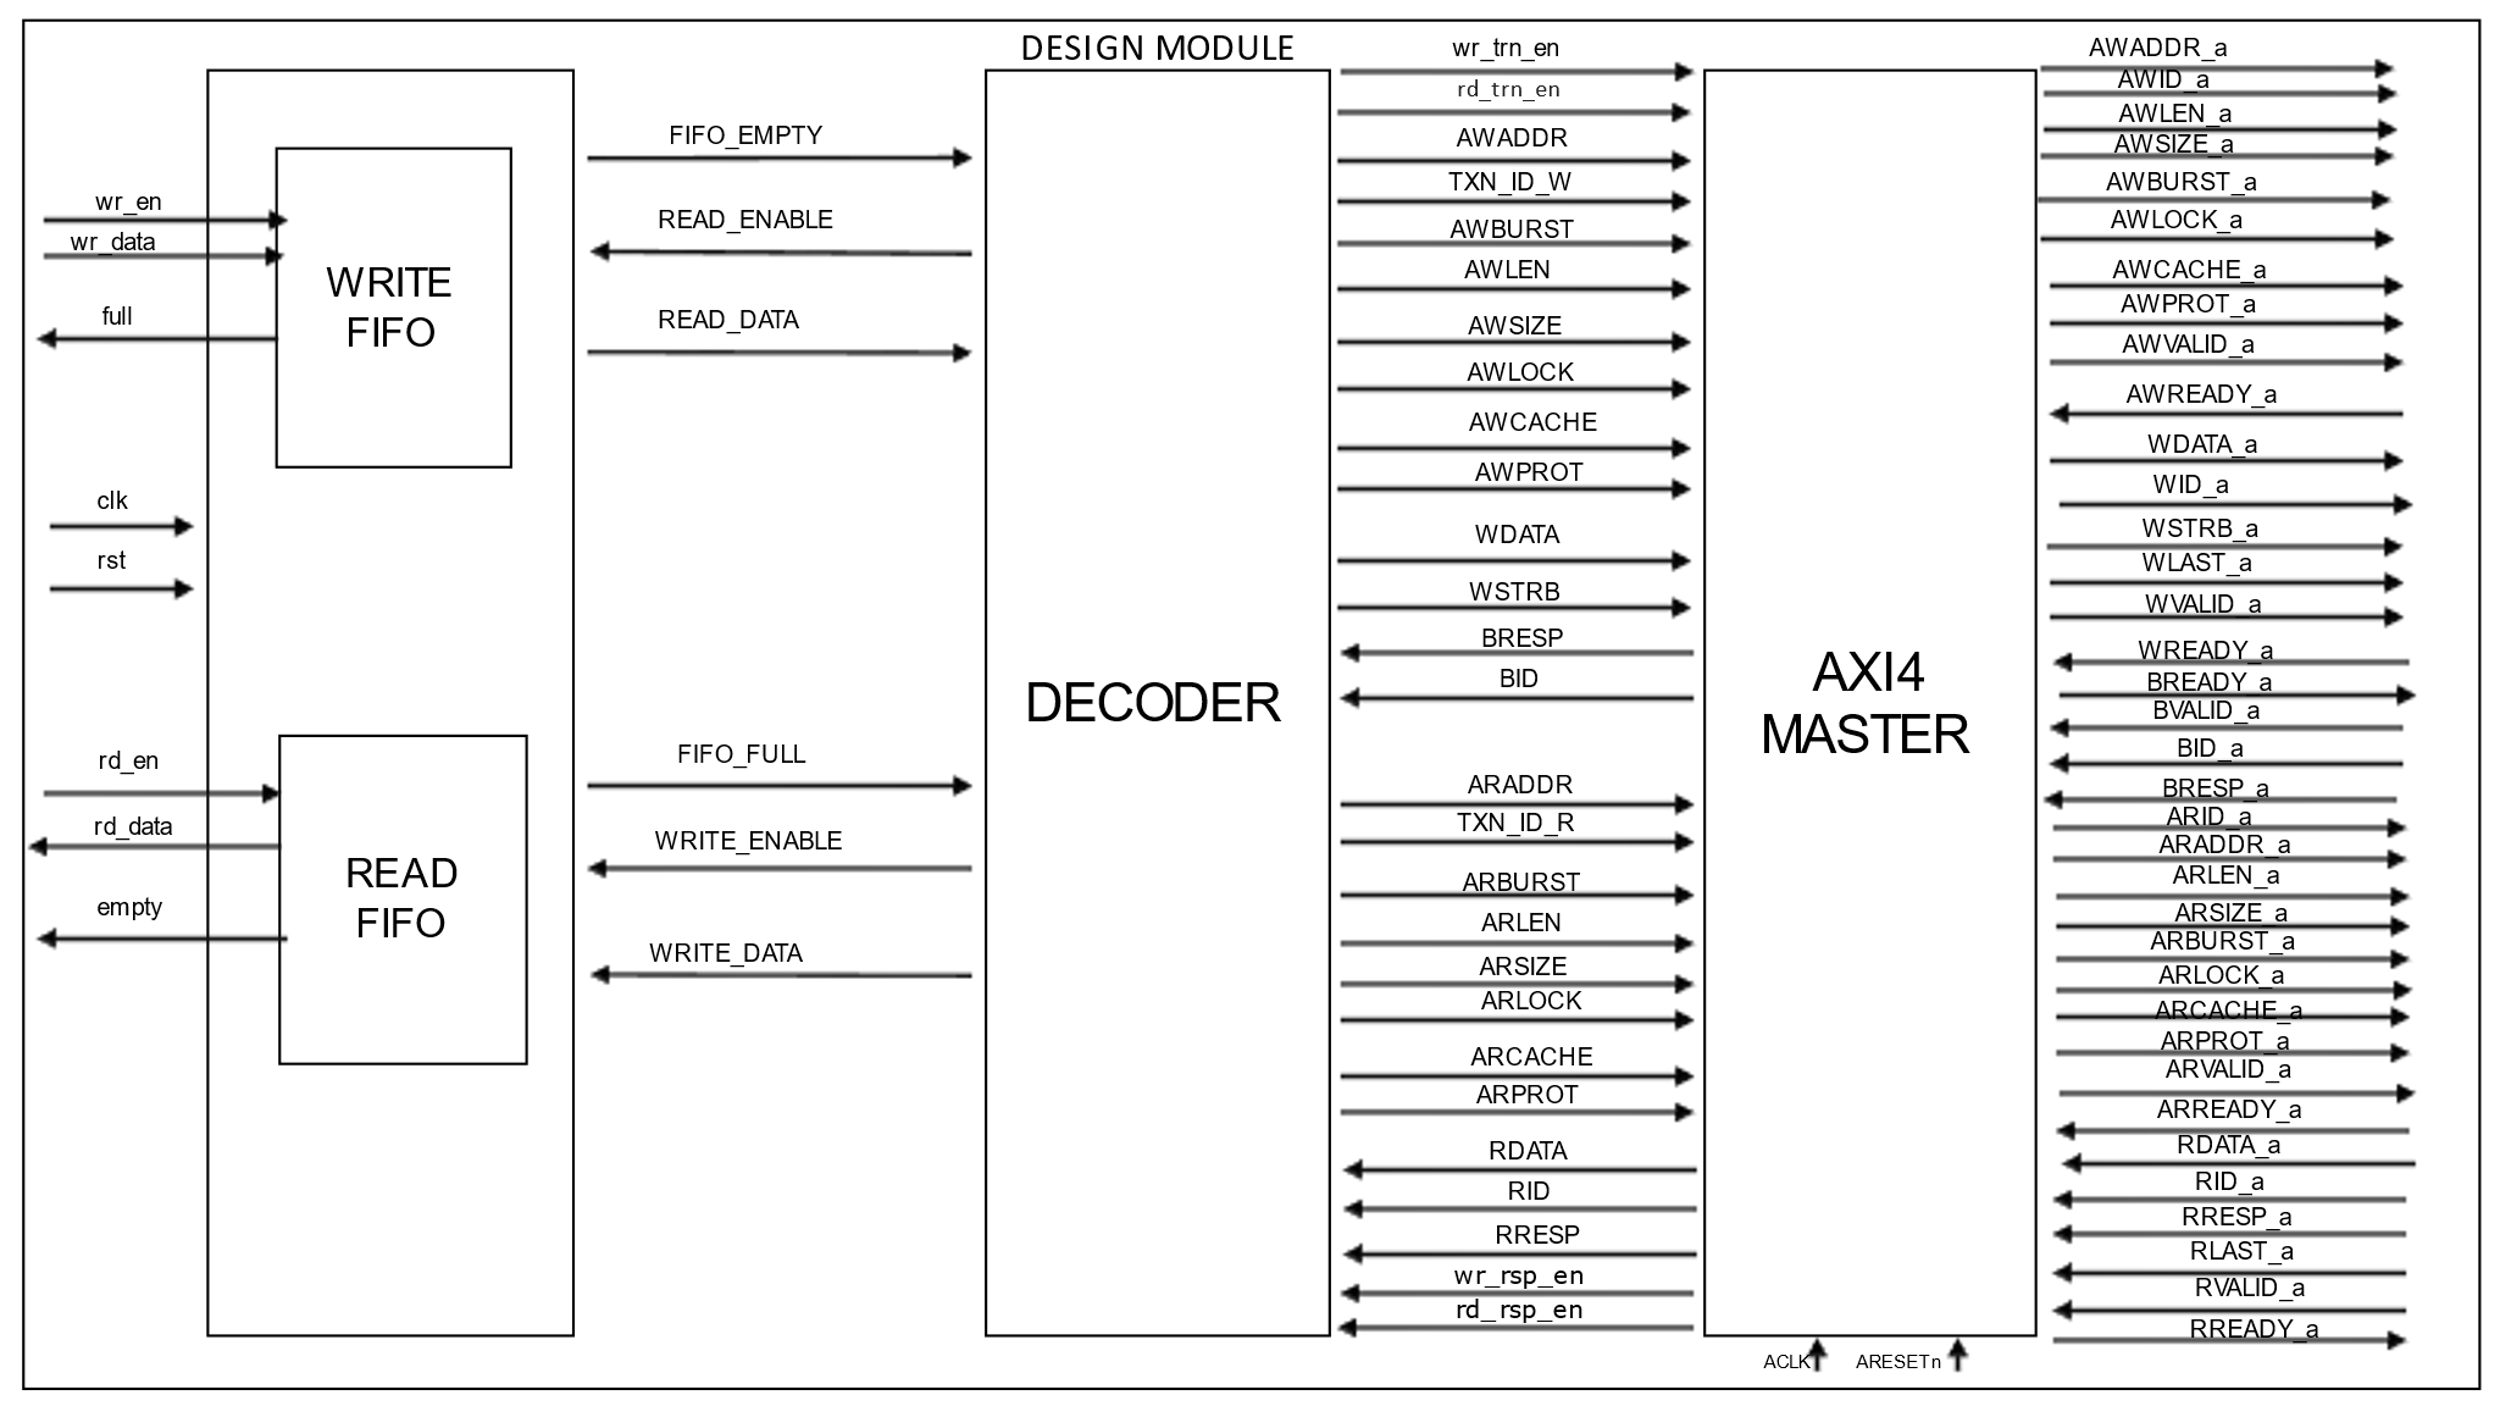 DESIGN MODULE
wr_en
wr_data
full
clk
rst
rd_en
rd_data
empty
WRITE
FIFO
READ
FIFO
FIFO_EMPTY
READ_ENABLE
READ_DATA
FIFO_FULL
WRITE_ENABLE
WRITE_DATA
DECODER
wr_trn_en
rd_trn_en
AWADDR
TXN_ID_W
AWBURST
AWLEN
AWSIZE
AWLOCK
AWCACHE
AWPROT
WDATA
WSTRB
BRESP
BID
ARADDR
TXN_ID_R
ARBURST
ARLEN
ARSIZE
ARLOCK
ARCACHE
ARPROT
RDATA
RID
RRESP
wr_rsp_en
rd_rsp_en
AXI4
MASTER
ACLK
ARESETn
AWADDR_a
AWID_a
AWLEN_a
AWSIZE_a
AWBURST_a
AWLOCK_a
AWCACHE_a
AWPROT_a
AWVALID_a
AWREADY_a
WDATA_a
WID_a
WSTRB_a
WLAST_a
WVALID_a
WREADY_a
BREADY_a
BVALID_a
BID_a
BRESP_a
ARID_a
ARADDR_a
ARLEN_a
ARSIZE_a
ARBURST_a
ARLOCK_a
ARCACHE_a
ARPROT_a
ARVALID_a
ARREADY_a
RDATA_a
RID_a
RRESP_a
RLAST_a
RVALID_a
RREADY_a